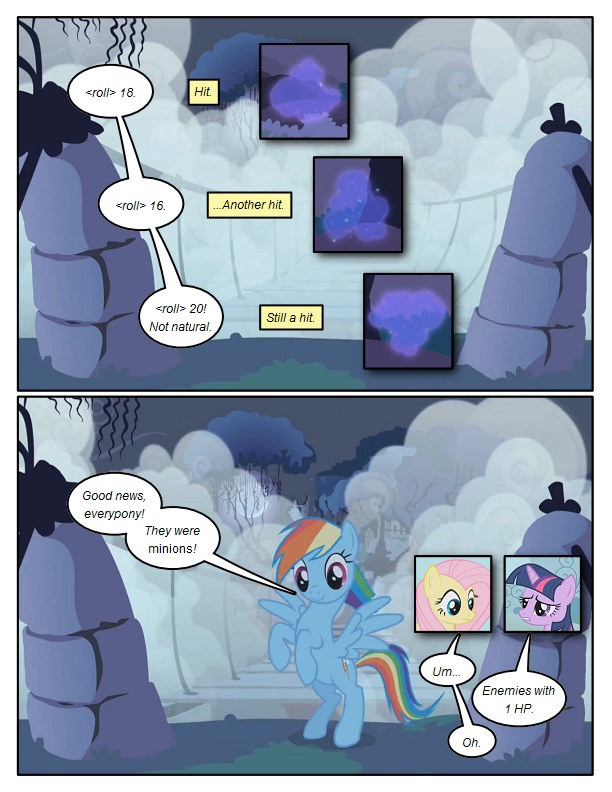 <roll> 18.
Hit.
<roll> 16.
...Another hit.
<roll> 20!
Not natural.
Still a hit.
Good news,
everypony!
They were
minions!
Um...
Enemies with
1 HP.
Oh.